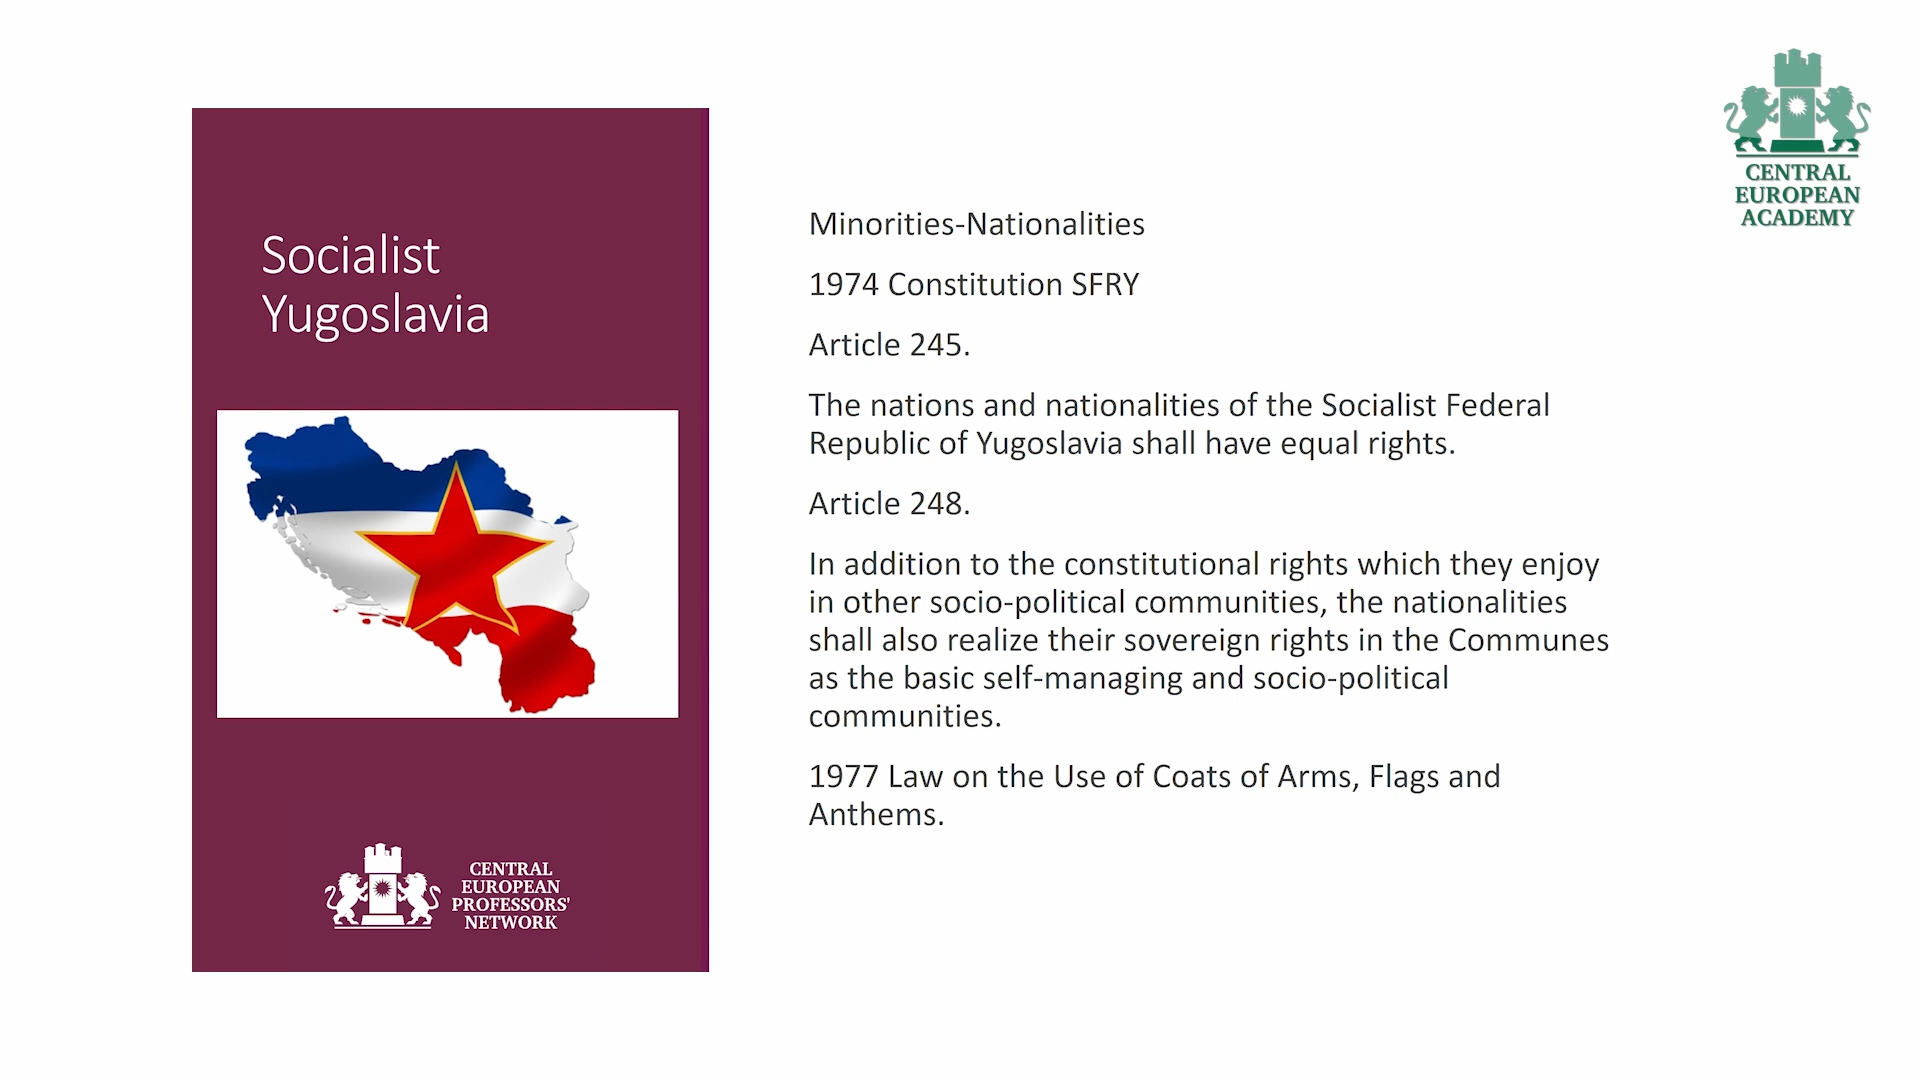 Socialist
Yugoslavia
CENTRAL
EUROPEAN
PROFESSORS'
NETWORK
Minorities-Nationalities
1974 Constitution SFRY
Article 245.
The nations and nationalities of the Socialist Federal
Republic of Yugoslavia shall have equal rights.
Article 248.
In addition to the constitutional rights which they enjoy
in other socio-political communities, the nationalities
shall also realize their sovereign rights in the Communes
as the basic self-managing and socio-political
communities.
1977 Law on the Use of Coats of Arms, Flags and
Anthems.
CENTRAL
EUROPEAN
ACADEMY